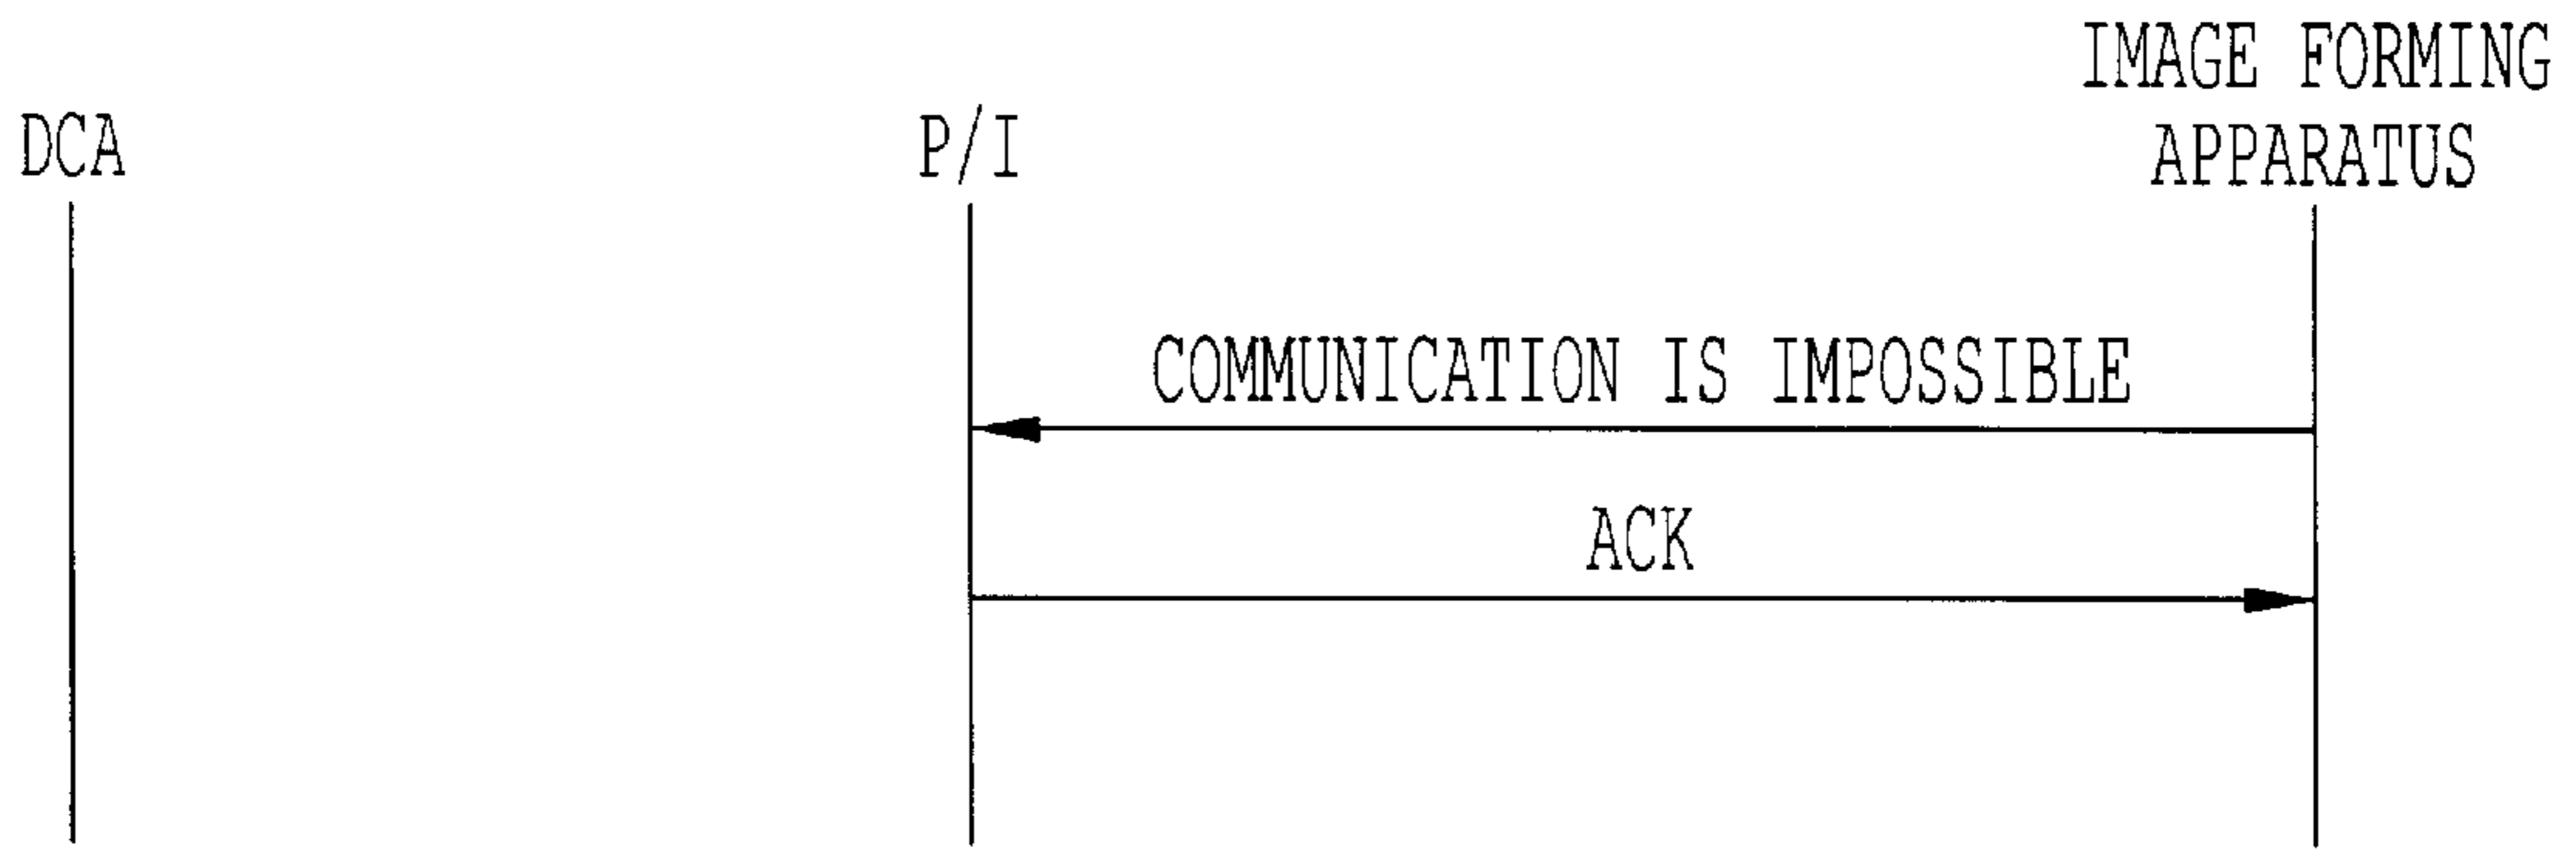 DCA
P/I
IMAGE FORMING
APPARATUS
COMMUNICATION IS IMPOSSIBLE
ACK